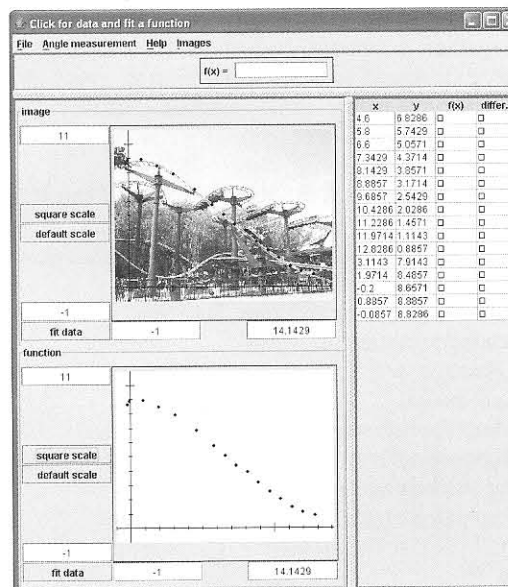 Click for data and fit a function
File Angle measurement Help Images
f(x) =
image
11
square scale
default scale
-1
fit data -1 14.1429
function
11
square scale
default scale
-1
fit data -1 14.1429
x y f(x) differ.
4.6 6.8286
5.8 5.7429
6.6 5.0571
7.3429 4.3714
8.1429 3.8571
8.8857 3.1714
9.6857 2.5429
10.4286 2.0286
11.2286 1.4571
11.9714 1.1143
12.8286 0.8857
3.1143 7.9143
1.9714 8.4857
-0.2 8.6571
0.8857 8.8857
-0.0857 8.8286